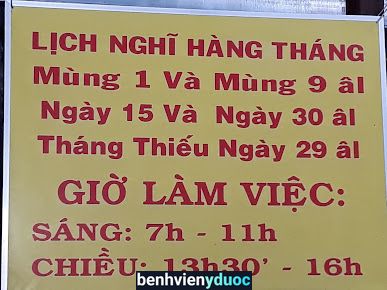 LỊCH NGHĨ HÀNG THÁNG
Mùng 1 Và Mùng 9 âl
Ngày 15 Và Ngày 30 âl
Tháng Thiếu Ngày 29 âl
GIỜ LÀM VIỆC:
SÁNG: 7h - 11h
CHIỀU: 13h30' - 16h
benhvienyduoc